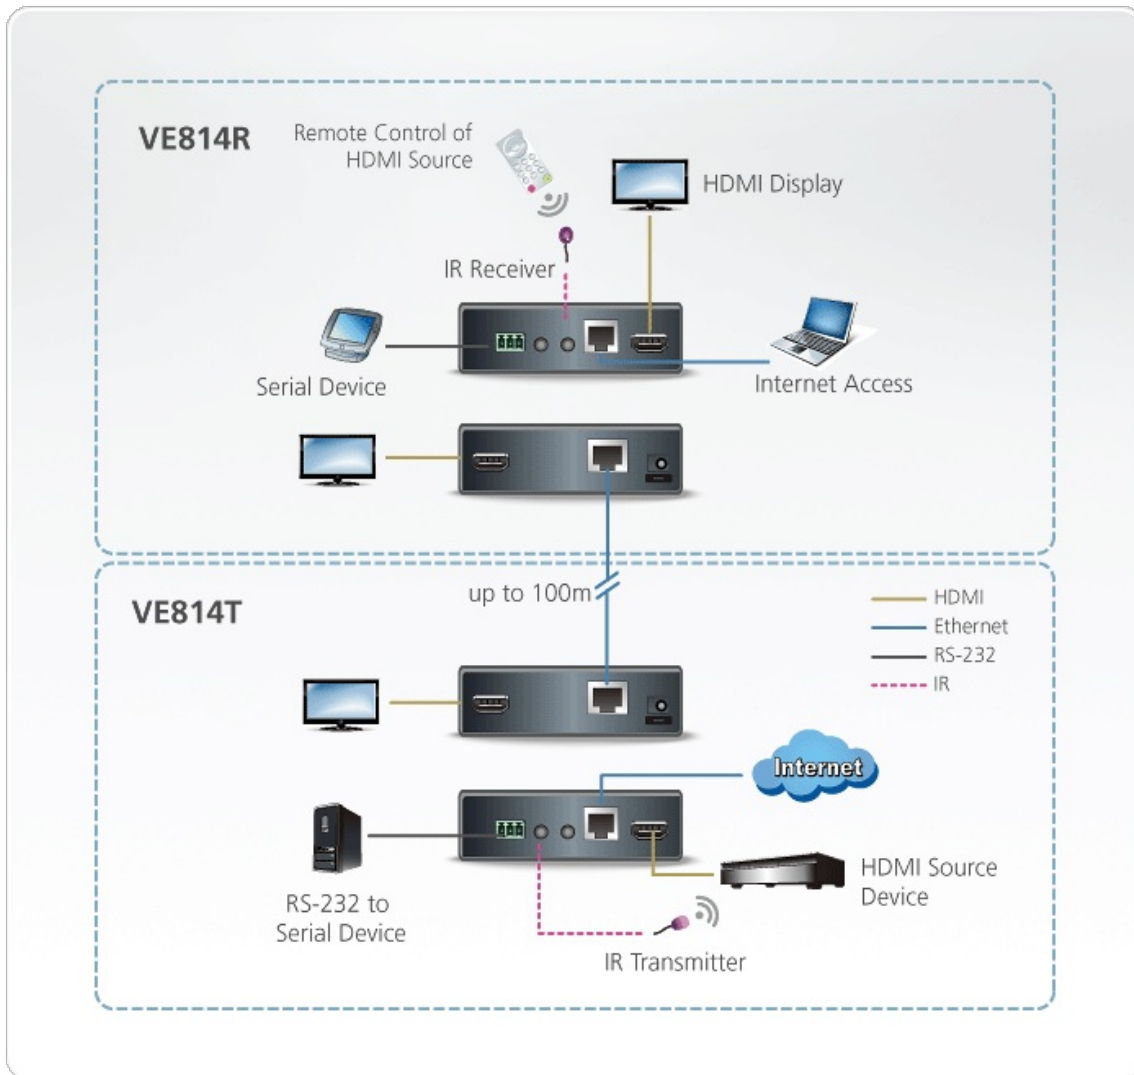 VE814R
Remote Control of
HDMI Source
HDMI Display
IR Receiver
Serial Device
Internet Access
up to 100m
VE814T
HDMI
Ethernet
RS-232
IR
Internet
HDMI Source
Device
RS-232 to
Serial Device
IR Transmitter